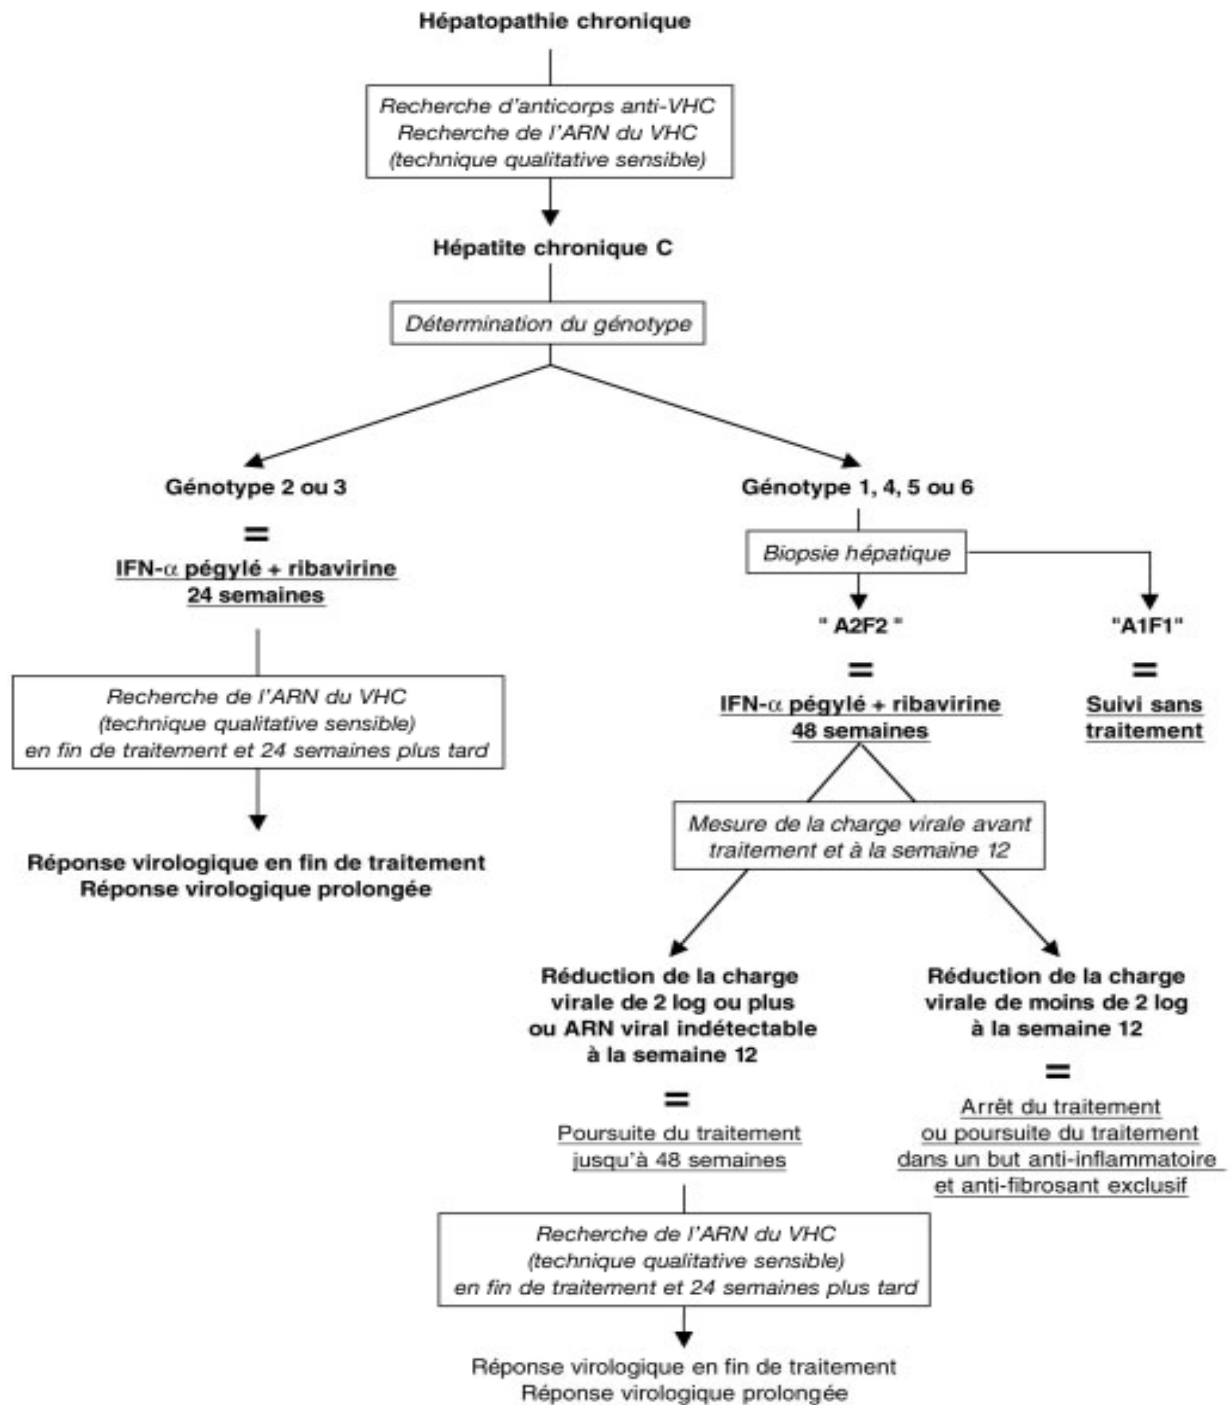 Hépatopathie chronique
Recherche d'anticorps anti-VHC
Recherche de l'ARN du VHC
(technique qualitative sensible)
Hépatite chronique C
Détermination du génotype
Génotype 2 ou 3
=
IFN-α pégylé + ribavirine
24 semaines
Recherche de l'ARN du VHC
(technique qualitative sensible)
en fin de traitement et 24 semaines plus tard
Réponse virologique en fin de traitement
Réponse virologique prolongée
Génotype 1, 4, 5 ou 6
Biopsie hépatique
" A2F2 "
=
IFN-α pégylé + ribavirine
48 semaines
"A1F1"
=
Suivi sans
traitement
Mesure de la charge virale avant
traitement et à la semaine 12
Réduction de la charge
virale de 2 log ou plus
ou ARN viral indétectable
à la semaine 12
=
Poursuite du traitement
jusqu'à 48 semaines
Recherche de l'ARN du VHC
(technique qualitative sensible)
en fin de traitement et 24 semaines plus tard
Réponse virologique en fin de traitement
Réponse virologique prolongée
Réduction de la charge
virale de moins de 2 log
à la semaine 12
=
Arrêt du traitement
ou poursuite du traitement
dans un but anti-inflammatoire
et anti-fibrosant exclusif